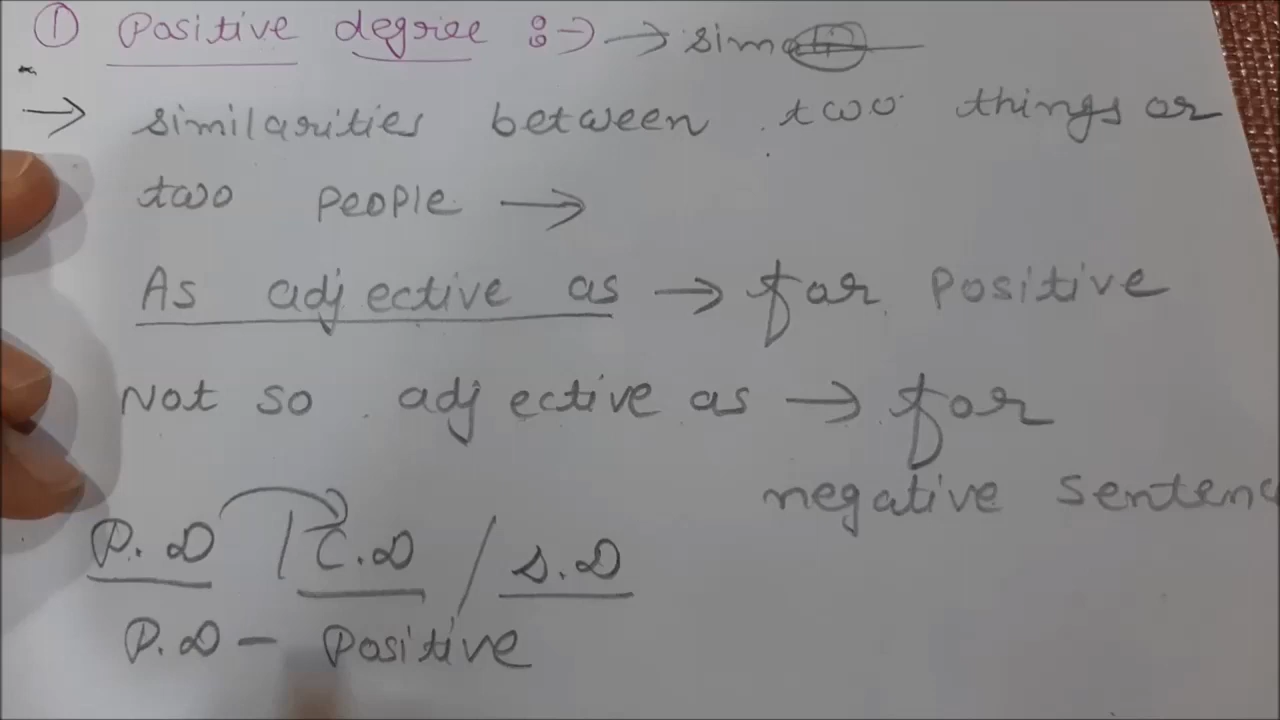 ① Positive degree :-) →
→ similarities between two things or
two people →
As adjective as → for positive
Not so adjective as → for
negative sentenc
P.D / C.D / S.D
P.D - Positive